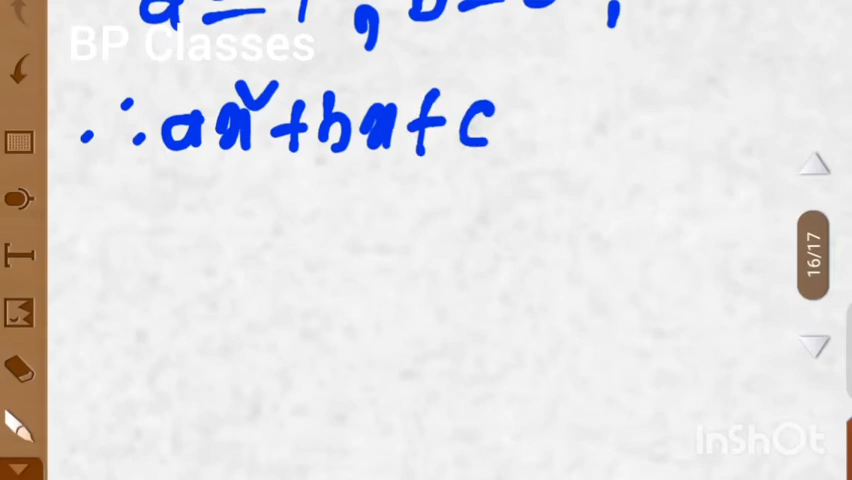 BP Classes
∴ ax²+bx+c
16/17
InShOt